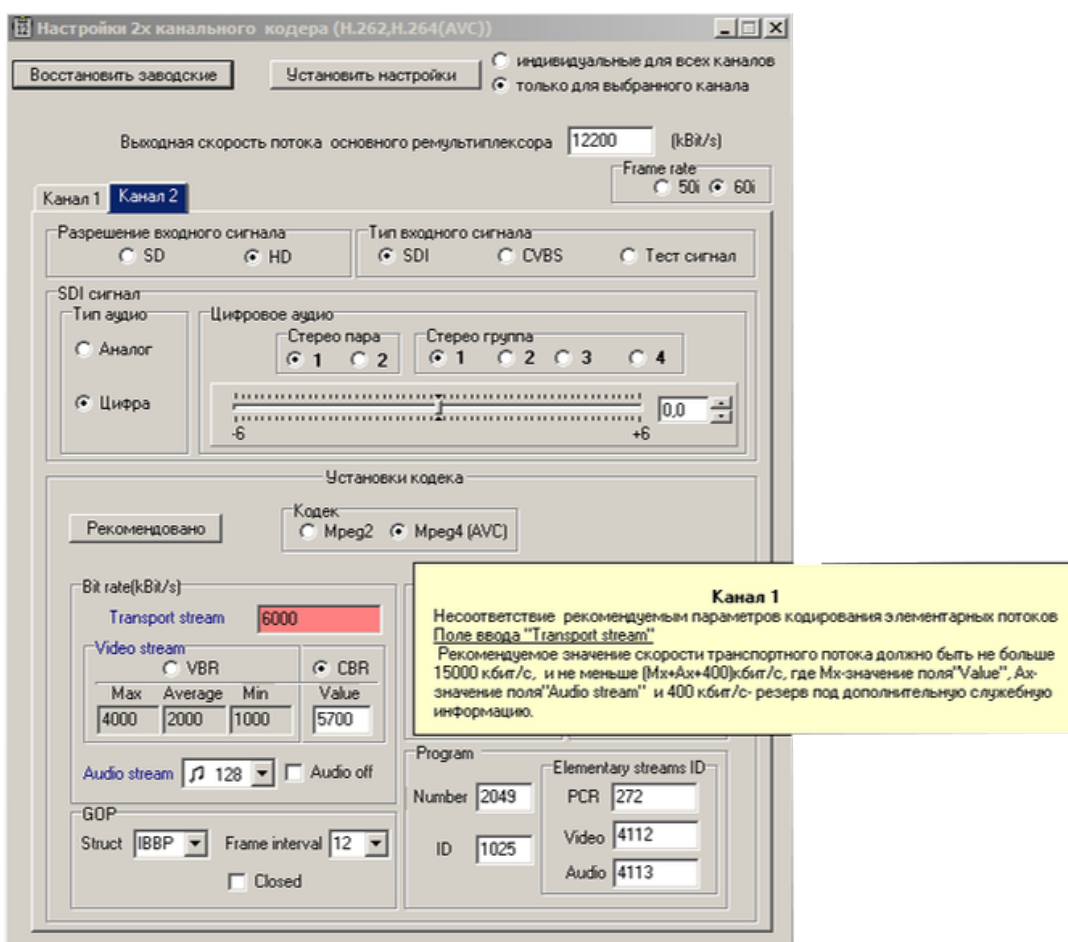 Настройки 2х канального кодера (H.262,H.264(AVC))
Восстановить заводские
Установить настройки
индивидуальные для всех каналов
только для выбранного канала
Выходная скорость потока основного ремультиплексора 12200 (kBit/s)
Frame rate
50i 60i
Канал 1 Канал 2
Разрешение входного сигнала
SD HD
Тип входного сигнала
SDI CVBS Тест сигнал
SDI сигнал
Тип аудио
Аналог
Цифра
Цифровое аудио
Стерео пара
1 2
Стерео группа
1 2 3 4
0,0
-6 +6
Установки кодека
Рекомендовано
Кодек
Mpeg2 Mpeg4 (AVC)
Bit rate(kBit/s)
Transport stream 6000
Video stream
VBR CBR
Max Average Min Value
4000 2000 1000 5700
Audio stream 128 Audio off
GOP
Struct IBBP Frame interval 12
Closed
Канал 1
Несоответствие рекомендуемым параметров кодирования элементарных потоков
Поле ввода "Transport stream"
Рекомендуемое значение скорости транспортного потока должно быть не больше
15000 кбит/с, и не меньше (Мх+Ах+400)кбит/с, где Мх-значение поля"Value", Ах-
значение поля"Audio stream" и 400 кбит/с- резерв под дополнительную служебную
информацию.
Program
Number 2049
ID 1025
Elementary streams ID
PCR 272
Video 4112
Audio 4113